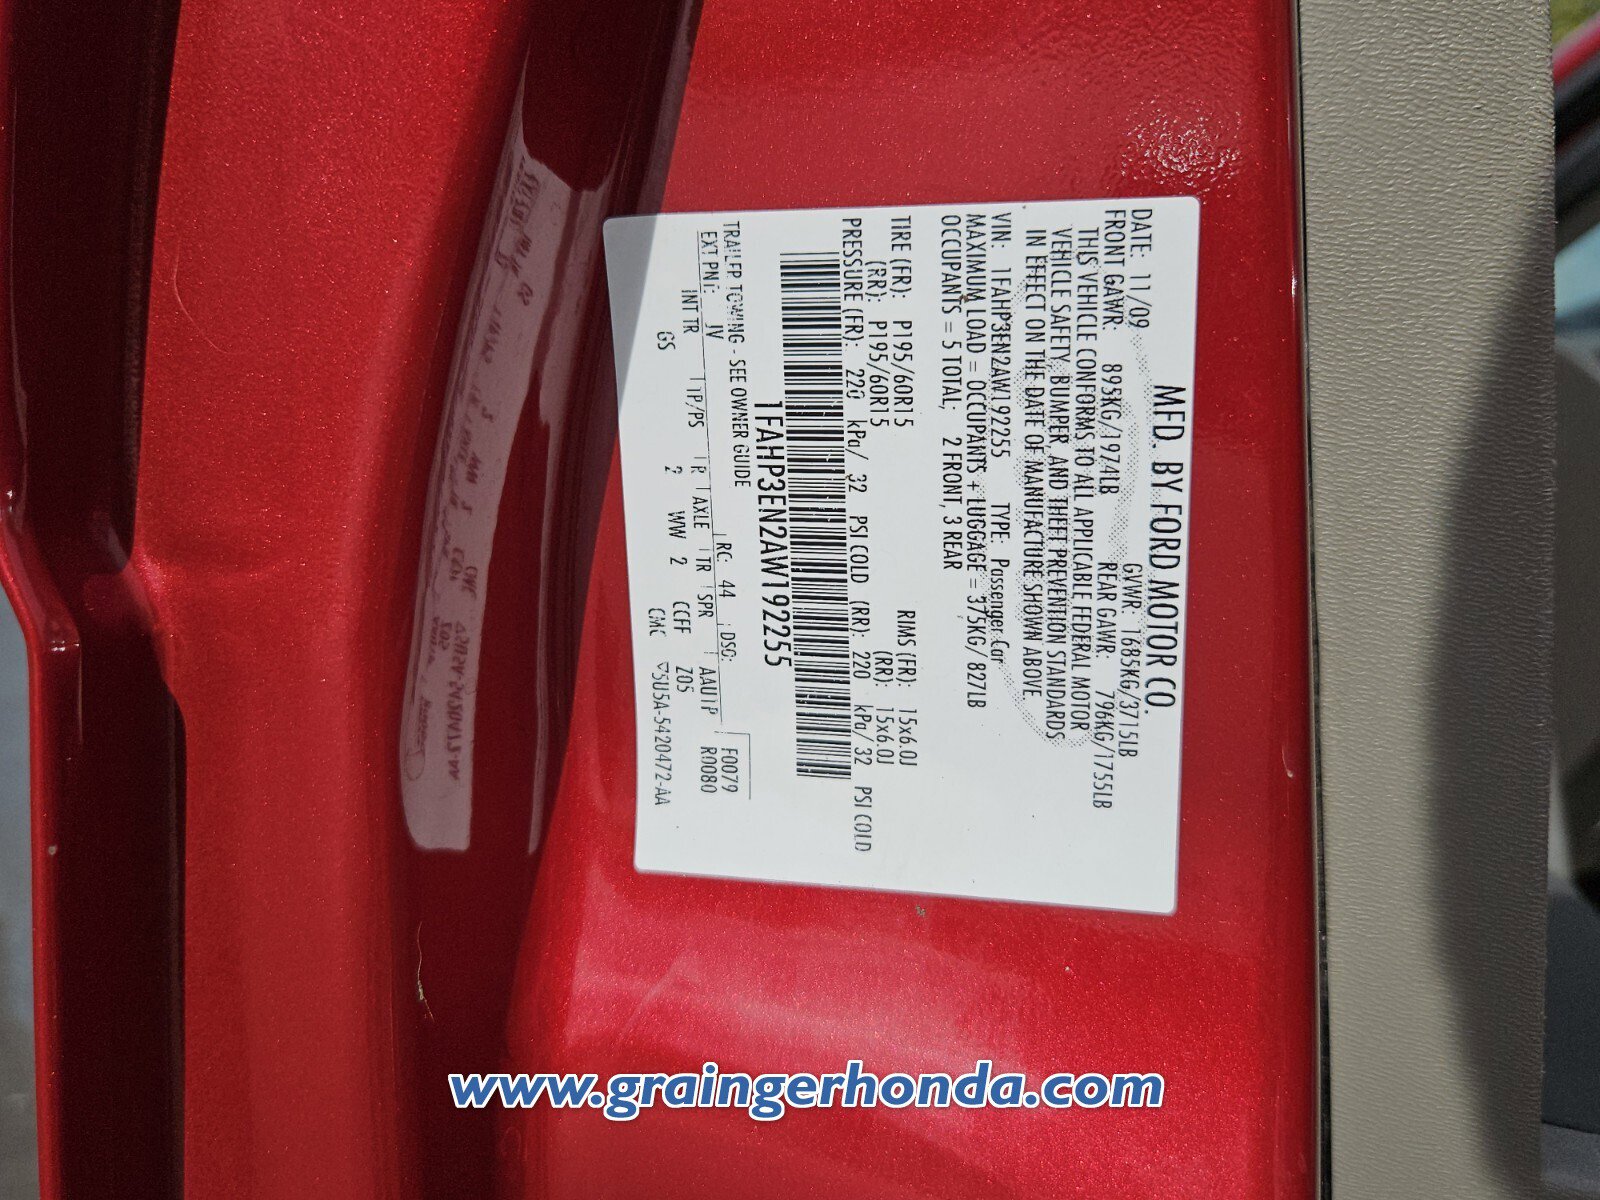 MFD. BY FORD MOTOR CO.
DATE: 11/09 GVWR: 1685KG/3715LB
FRONT GAWR: 895KG/1974LB REAR GAWR: 796KG/1755LB
THIS VEHICLE CONFORMS TO ALL APPLICABLE FEDERAL MOTOR
VEHICLE SAFETY, BUMPER, AND THEFT PREVENTION STANDARDS
IN EFFECT ON THE DATE OF MANUFACTURE SHOWN ABOVE.
VIN: 1FAHP3EN2AW192255 TYPE: Passenger Car
MAXIMUM LOAD = OCCUPANTS + LUGGAGE = 375KG/827LB
OCCUPANTS = 5 TOTAL, 2 FRONT, 3 REAR
TIRE (FR): P195/60R15 RIMS (FR): 15x6.0J
(RR): P195/60R15 (RR): 15x6.0J
PRESSURE (FR): 220 kPa/ 32 PSI COLD (RR): 220 kPa/ 32 PSI COLD
1FAHP3EN2AW192255
TRAILER TOWING - SEE OWNER GUIDE
RC: 44 DSO: F0079
EXT PNT: JV AAU1P R0080
INT TR TP/PS R AXLE TR SPR
GS 2 WW 2 CCFF Z05
CMC 5U5A-5420472-AA
www.graingerhonda.com